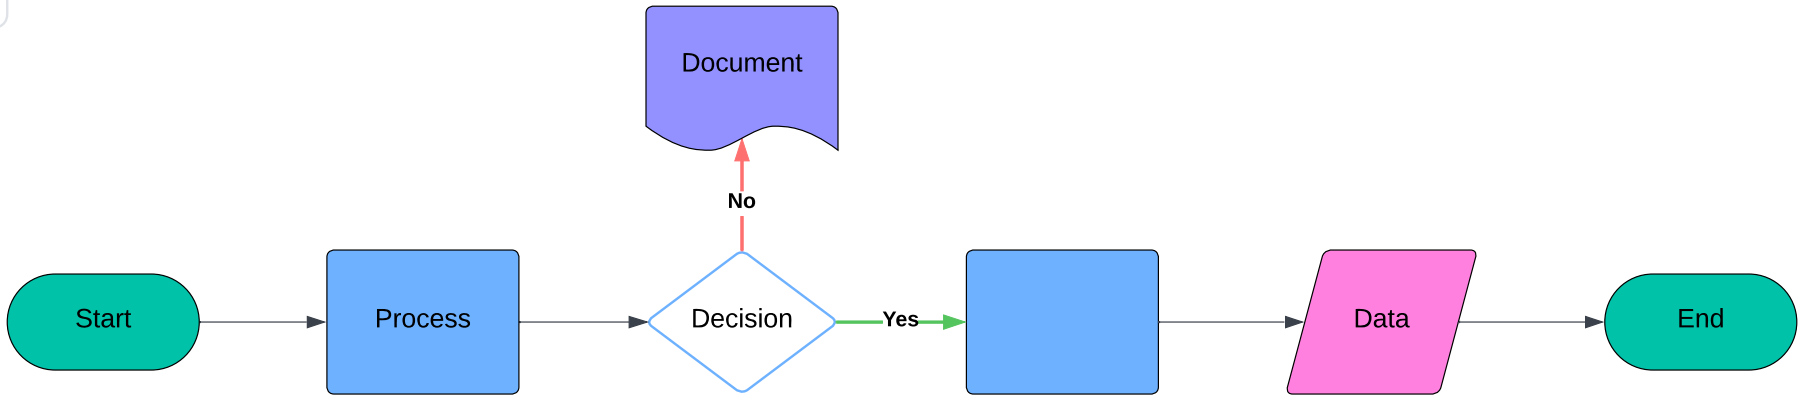 Document
No
Start
Process
Decision
Yes
Data
End